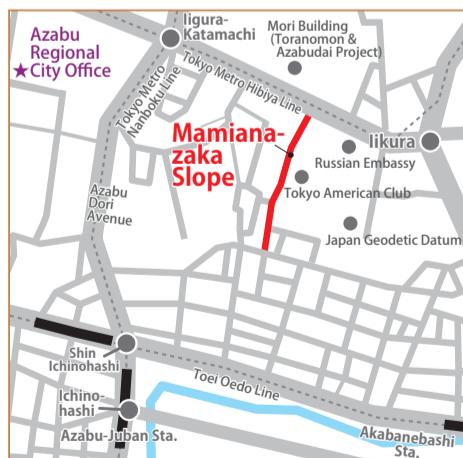 Azabu
Regional
★City Office
Iigura-
Katamachi
Mori Building
(Toranomon &
Azabudai Project)
Tokyo Metro
Nanboku Line
Tokyo Metro Hibiya Line
Mamiana-
zaka
Slope
Iikura
Russian Embassy
Tokyo American Club
Azabu
Dori
Avenue
Japan Geodetic Datum
Shin
Ichinohashi
Toei Oedo Line
Ichino-
hashi
Azabu-Juban Sta.
Akabanebashi
Sta.